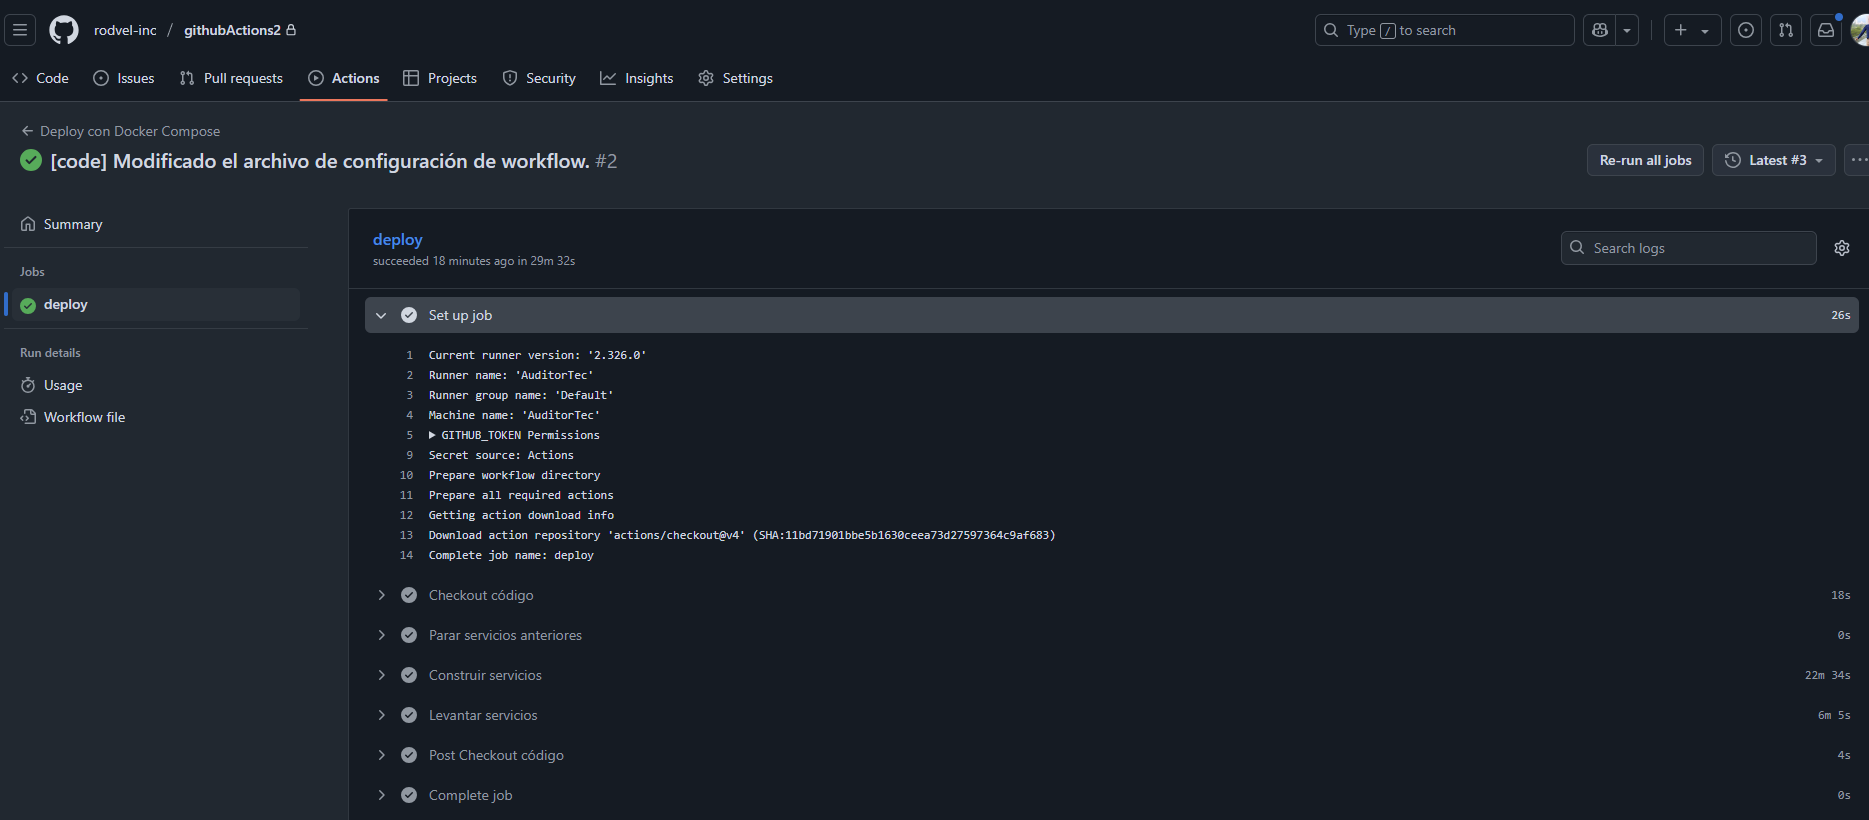 rodvel-inc / githubActions2
Type / to search
Code Issues Pull requests Actions Projects Security Insights Settings
Deploy con Docker Compose
[code] Modificado el archivo de configuración de workflow. #2
Re-run all jobs
Latest #3
Summary
Jobs
deploy
Run details
Usage
Workflow file
deploy
succeeded 18 minutes ago in 29m 32s
Search logs
Set up job 26s
1 Current runner version: '2.326.0'
2 Runner name: 'AuditorTec'
3 Runner group name: 'Default'
4 Machine name: 'AuditorTec'
5 GITHUB_TOKEN Permissions
9 Secret source: Actions
10 Prepare workflow directory
11 Prepare all required actions
12 Getting action download info
13 Download action repository 'actions/checkout@v4' (SHA:11bd71901bbe5b1630ceea73d27597364c9af683)
14 Complete job name: deploy
Checkout código 18s
Parar servicios anteriores 0s
Construir servicios 22m 34s
Levantar servicios 6m 5s
Post Checkout código 4s
Complete job 0s